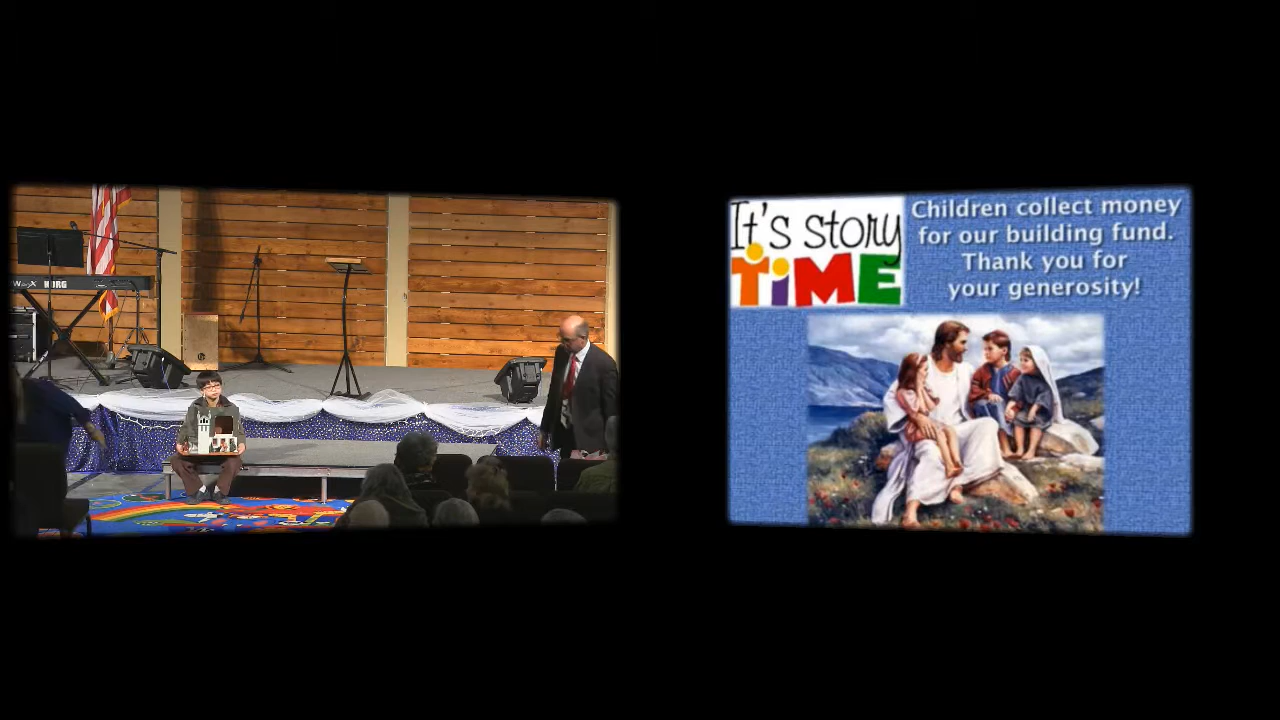 KORG
It's story
TiME
Children collect money
for our building fund.
Thank you for
your generosity!